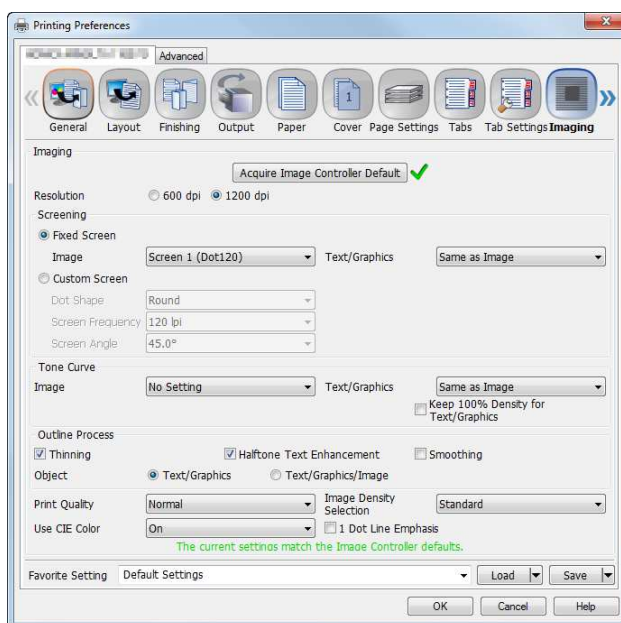 Printing Preferences
Advanced
General Layout Finishing Output Paper Cover Page Settings Tabs Tab Settings Imaging
1
Imaging
Acquire Image Controller Default
Resolution 600 dpi 1200 dpi
Screening
Fixed Screen
Image Screen 1 (Dot120) Text/Graphics Same as Image
Custom Screen
Dot Shape Round
Screen Frequency 120 lpi
Screen Angle 45.0°
Tone Curve
Image No Setting Text/Graphics Same as Image
Keep 100% Density for
Text/Graphics
Outline Process
Thinning Halftone Text Enhancement Smoothing
Object Text/Graphics Text/Graphics/Image
Print Quality Normal Image Density
Selection Standard
Use CIE Color On 1 Dot Line Emphasis
The current settings match the Image Controller defaults.
Favorite Setting Default Settings Load Save
OK Cancel Help